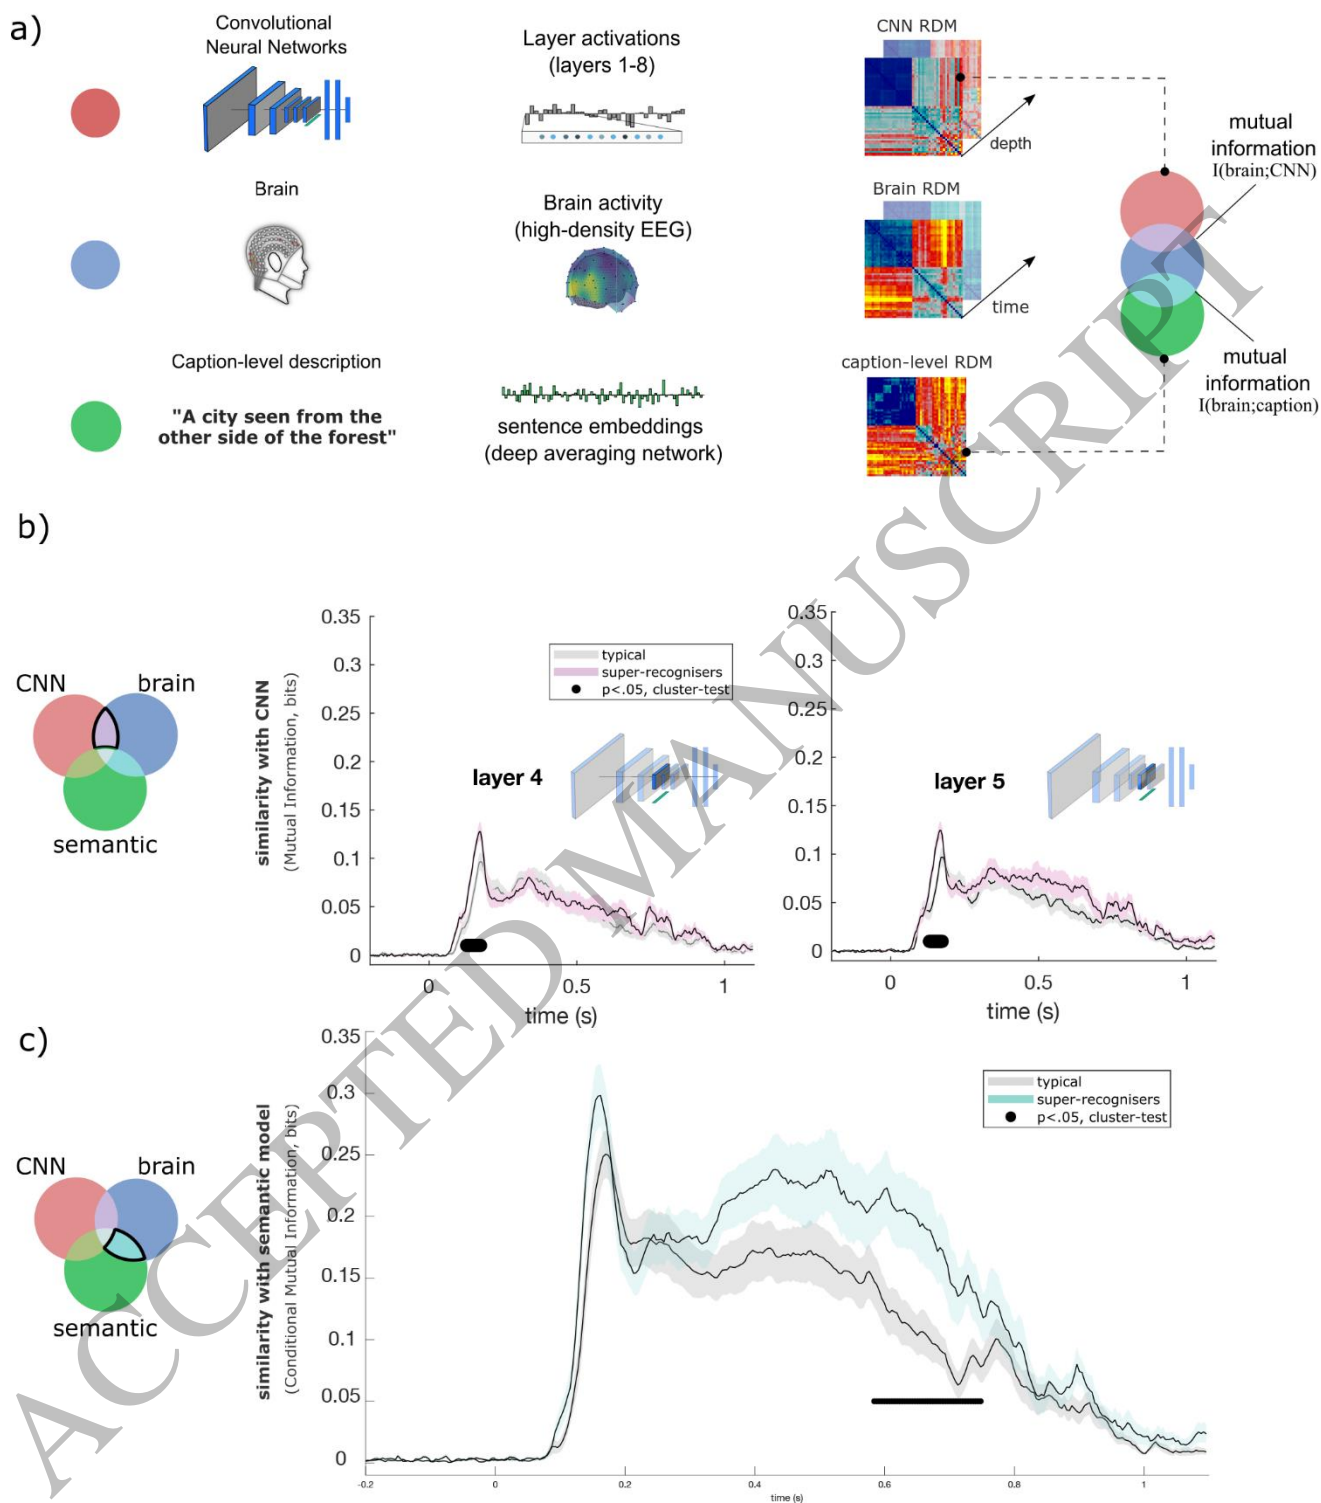 a)
Convolutional
Neural Networks
Layer activations
(layers 1-8)
CNN RDM
depth
mutual
information
I(brain;CNN)
Brain
Brain activity
(high-density EEG)
Brain RDM
time
mutual
information
I(brain;caption)
Caption-level description
"A city seen from the
other side of the forest"
sentence embeddings
(deep averaging network)
caption-level RDM
b)
CNN brain
semantic
similarity with CNN
(Mutual Information, bits)
0.35
0.3
0.25
0.2
0.15
0.1
0.05
0
typical
super-recognisers
p<.05, cluster-test
layer 4
0 0.5 1
time (s)
0.35
0.3
0.25
0.2
0.15
0.1
0.05
0
layer 5
0 0.5 1
time (s)
c)
CNN brain
semantic
similarity with semantic model
(Conditional Mutual Information, bits)
0.35
0.3
0.25
0.2
0.15
0.1
0.05
0
typical
super-recognisers
p<.05, cluster-test
-0.2 0 0.2 0.4 0.6 0.8 1
time (s)
ACCEPTED MANUSCRIPT